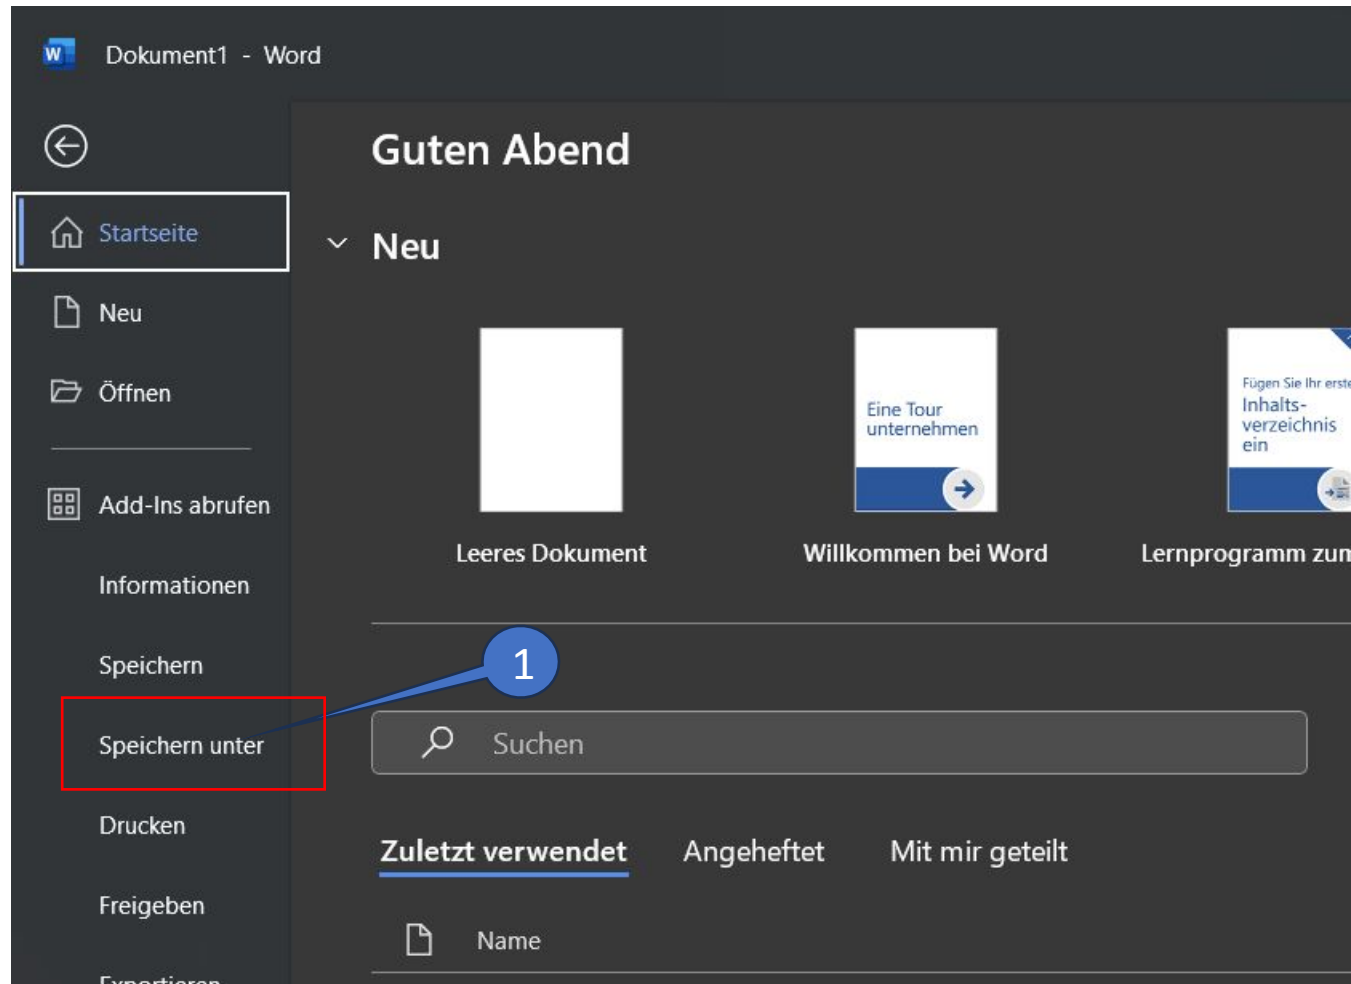 Dokument1 - Word
Guten Abend
Startseite
Neu
Neu
Öffnen
Fügen Sie Ihr erste
Inhalts-
verzeichnis
ein
Eine Tour
unternehmen
Add-Ins abrufen
Leeres Dokument
Willkommen bei Word
Lernprogramm zum
Informationen
Speichern
1
Speichern unter
Suchen
Drucken
Zuletzt verwendet
Angeheftet
Mit mir geteilt
Freigeben
Name
Exportieren